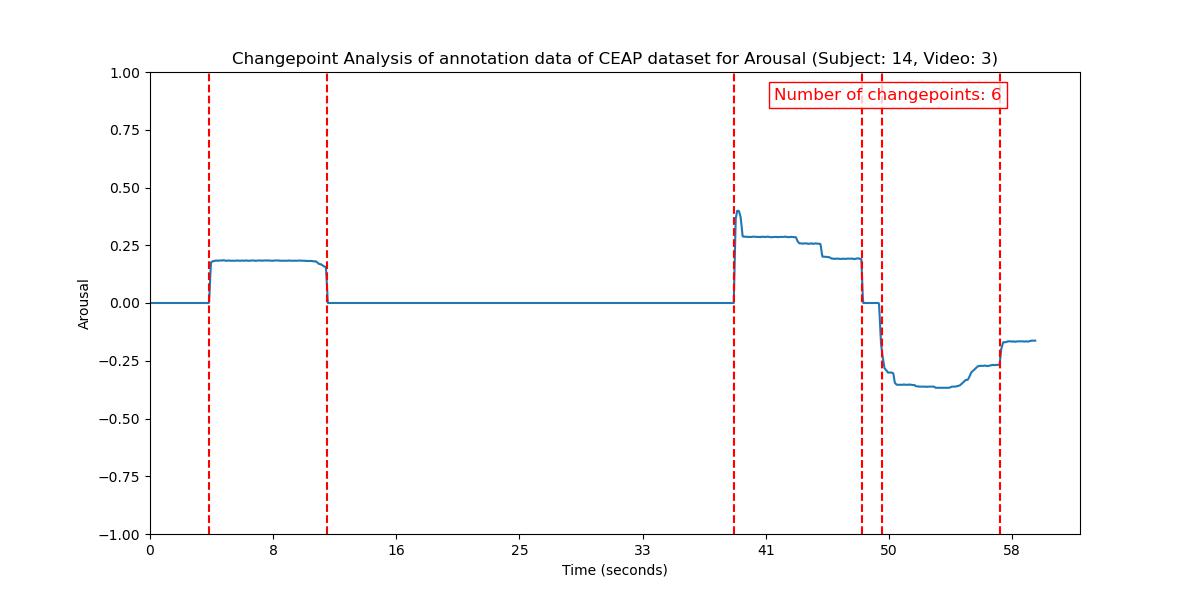 Changepoint Analysis of annotation data of CEAP dataset for Arousal (Subject: 14, Video: 3)
Number of changepoints: 6
1.00
0.75
0.50
0.25
0.00
−0.25
−0.50
−0.75
−1.00
Arousal
0 8 16 25 33 41 50 58
Time (seconds)